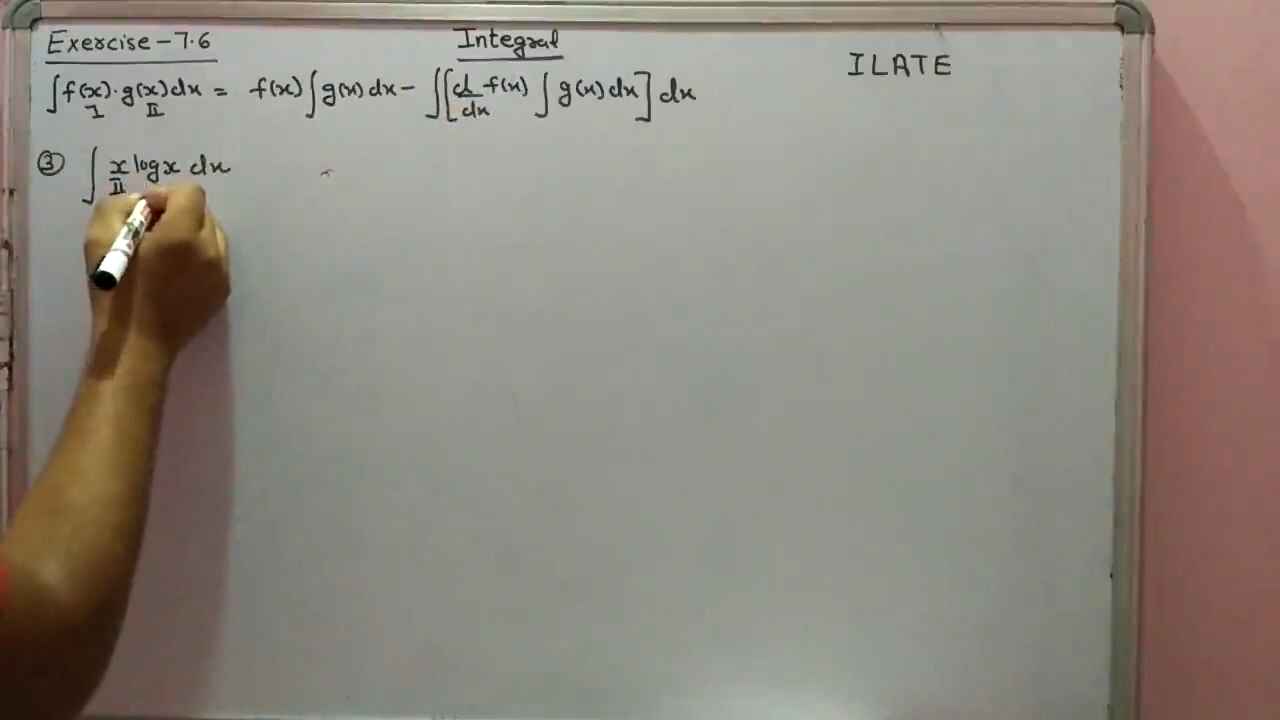 Exercise-7.6
Integral
ILATE
∫f(x)·g(x)dx = f(x)∫g(x)dx - ∫[d/dx f(x) ∫g(x)dx] dx
I II
③ ∫ x log x dx
II